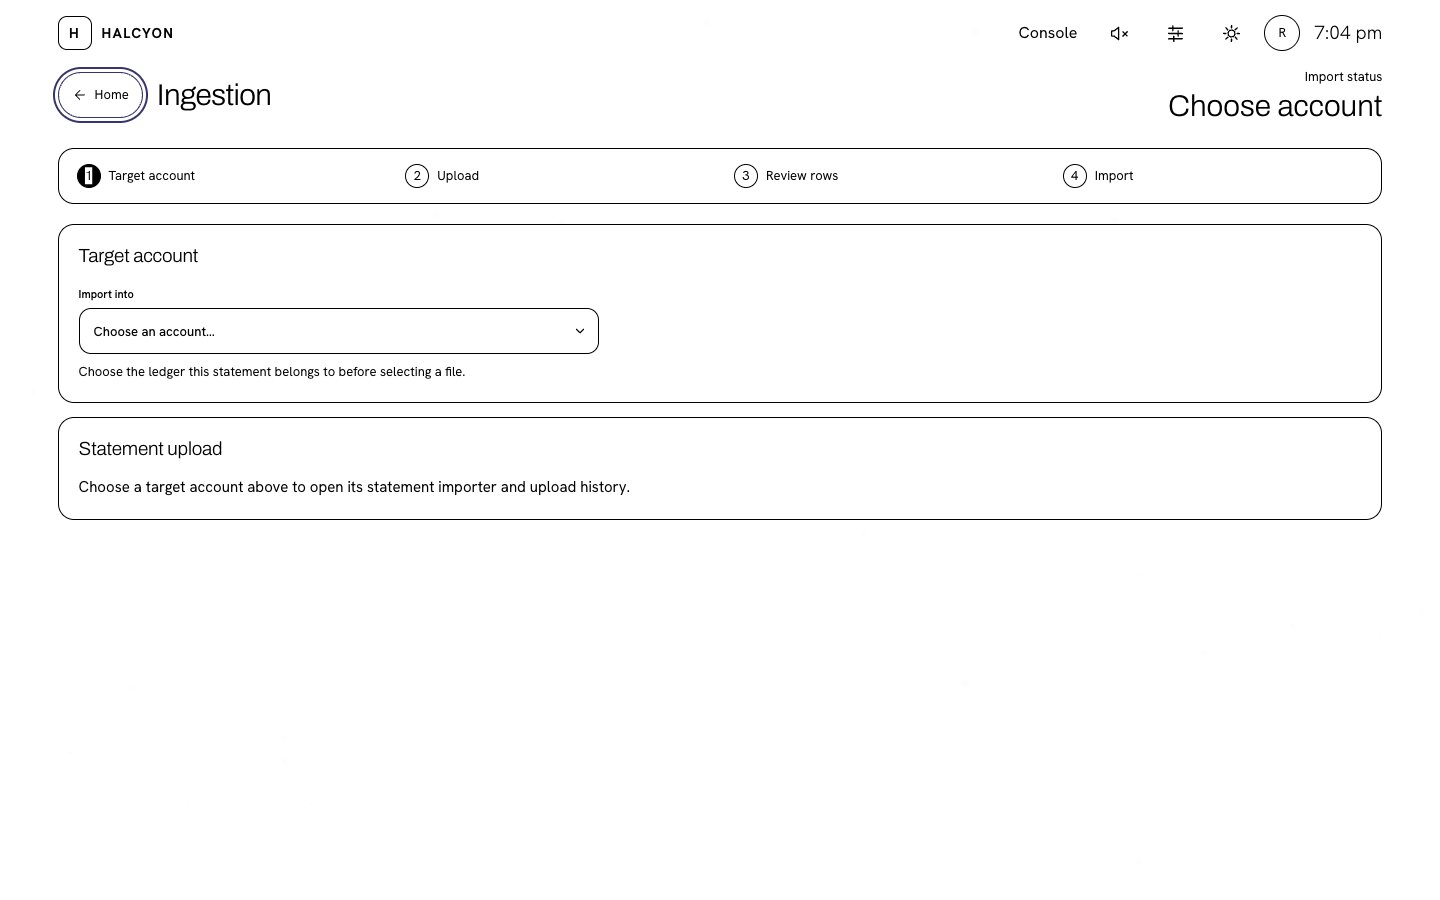 H HALCYON
Console
R
7:04 pm
Home
Ingestion
Import status
Choose account
1 Target account
2 Upload
3 Review rows
4 Import
Target account
Import into
Choose an account...
Choose the ledger this statement belongs to before selecting a file.
Statement upload
Choose a target account above to open its statement importer and upload history.